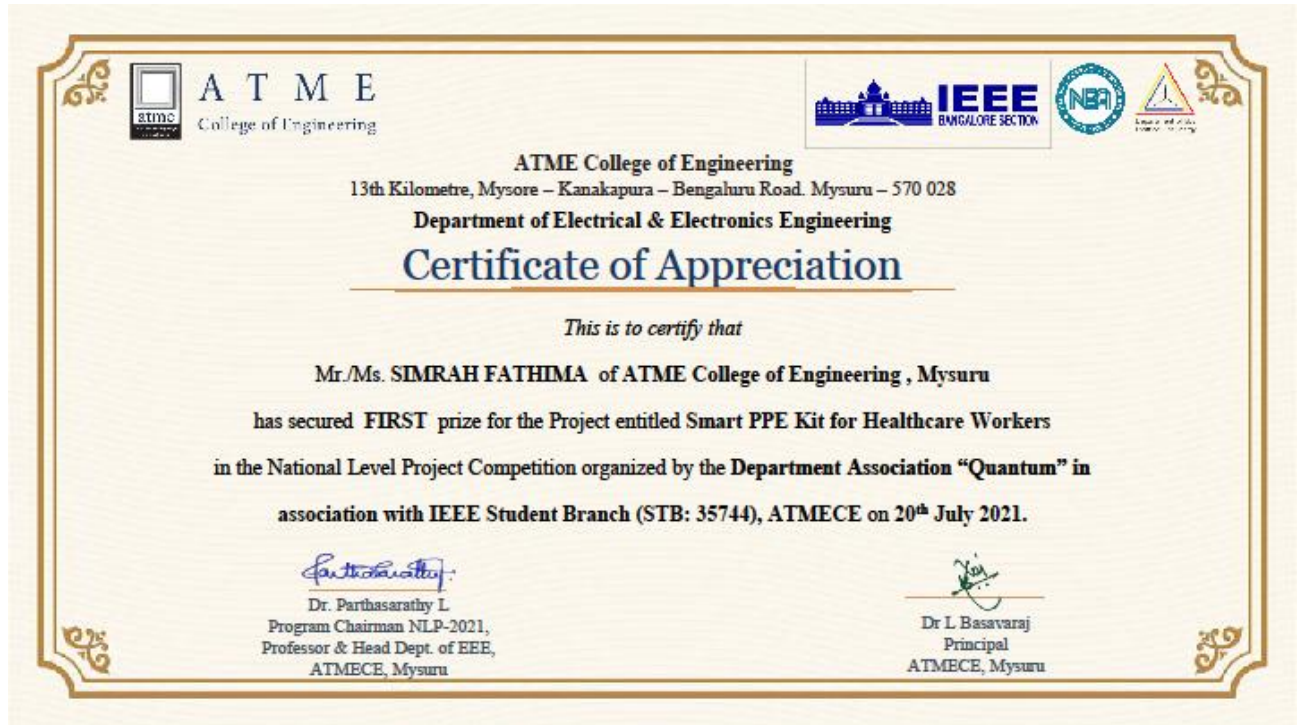 A T M E
College of Engineering
atme
IEEE
BANGALORE SECTION
NBA
ATME College of Engineering
13th Kilometre, Mysore – Kanakapura – Bengaluru Road. Mysuru – 570 028
Department of Electrical & Electronics Engineering
Certificate of Appreciation
This is to certify that
Mr./Ms. SIMRAH FATHIMA of ATME College of Engineering , Mysuru
has secured FIRST prize for the Project entitled Smart PPE Kit for Healthcare Workers
in the National Level Project Competition organized by the Department Association “Quantum” in
association with IEEE Student Branch (STB: 35744), ATMECE on 20th July 2021.
Dr. Parthasarathy L
Program Chairman NLP-2021,
Professor & Head Dept. of EEE,
ATMECE, Mysuru
Dr L Basavaraj
Principal
ATMECE, Mysuru